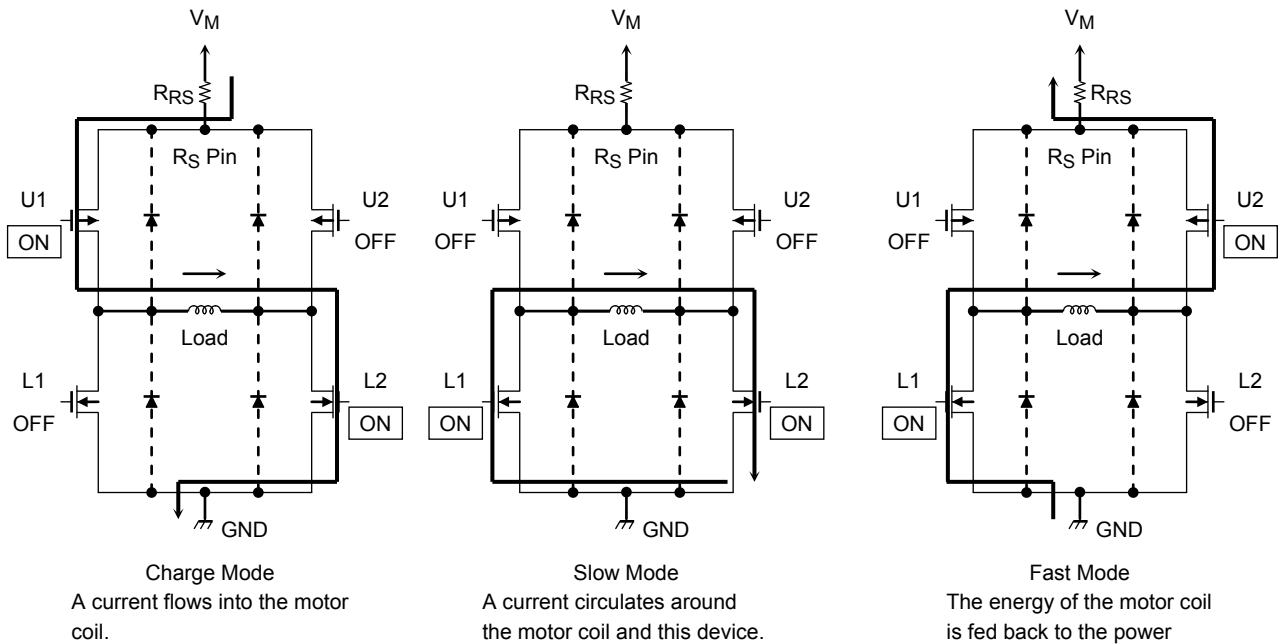 VM
RRS
RS Pin
U1
ON
U2
OFF
Load
L1
OFF
L2
ON
GND
Charge Mode
A current flows into the motor
coil.
VM
RRS
RS Pin
U1
OFF
U2
OFF
Load
L1
ON
L2
ON
GND
Slow Mode
A current circulates around
the motor coil and this device.
VM
RRS
RS Pin
U1
OFF
U2
ON
Load
L1
ON
L2
OFF
GND
Fast Mode
The energy of the motor coil
is fed back to the power